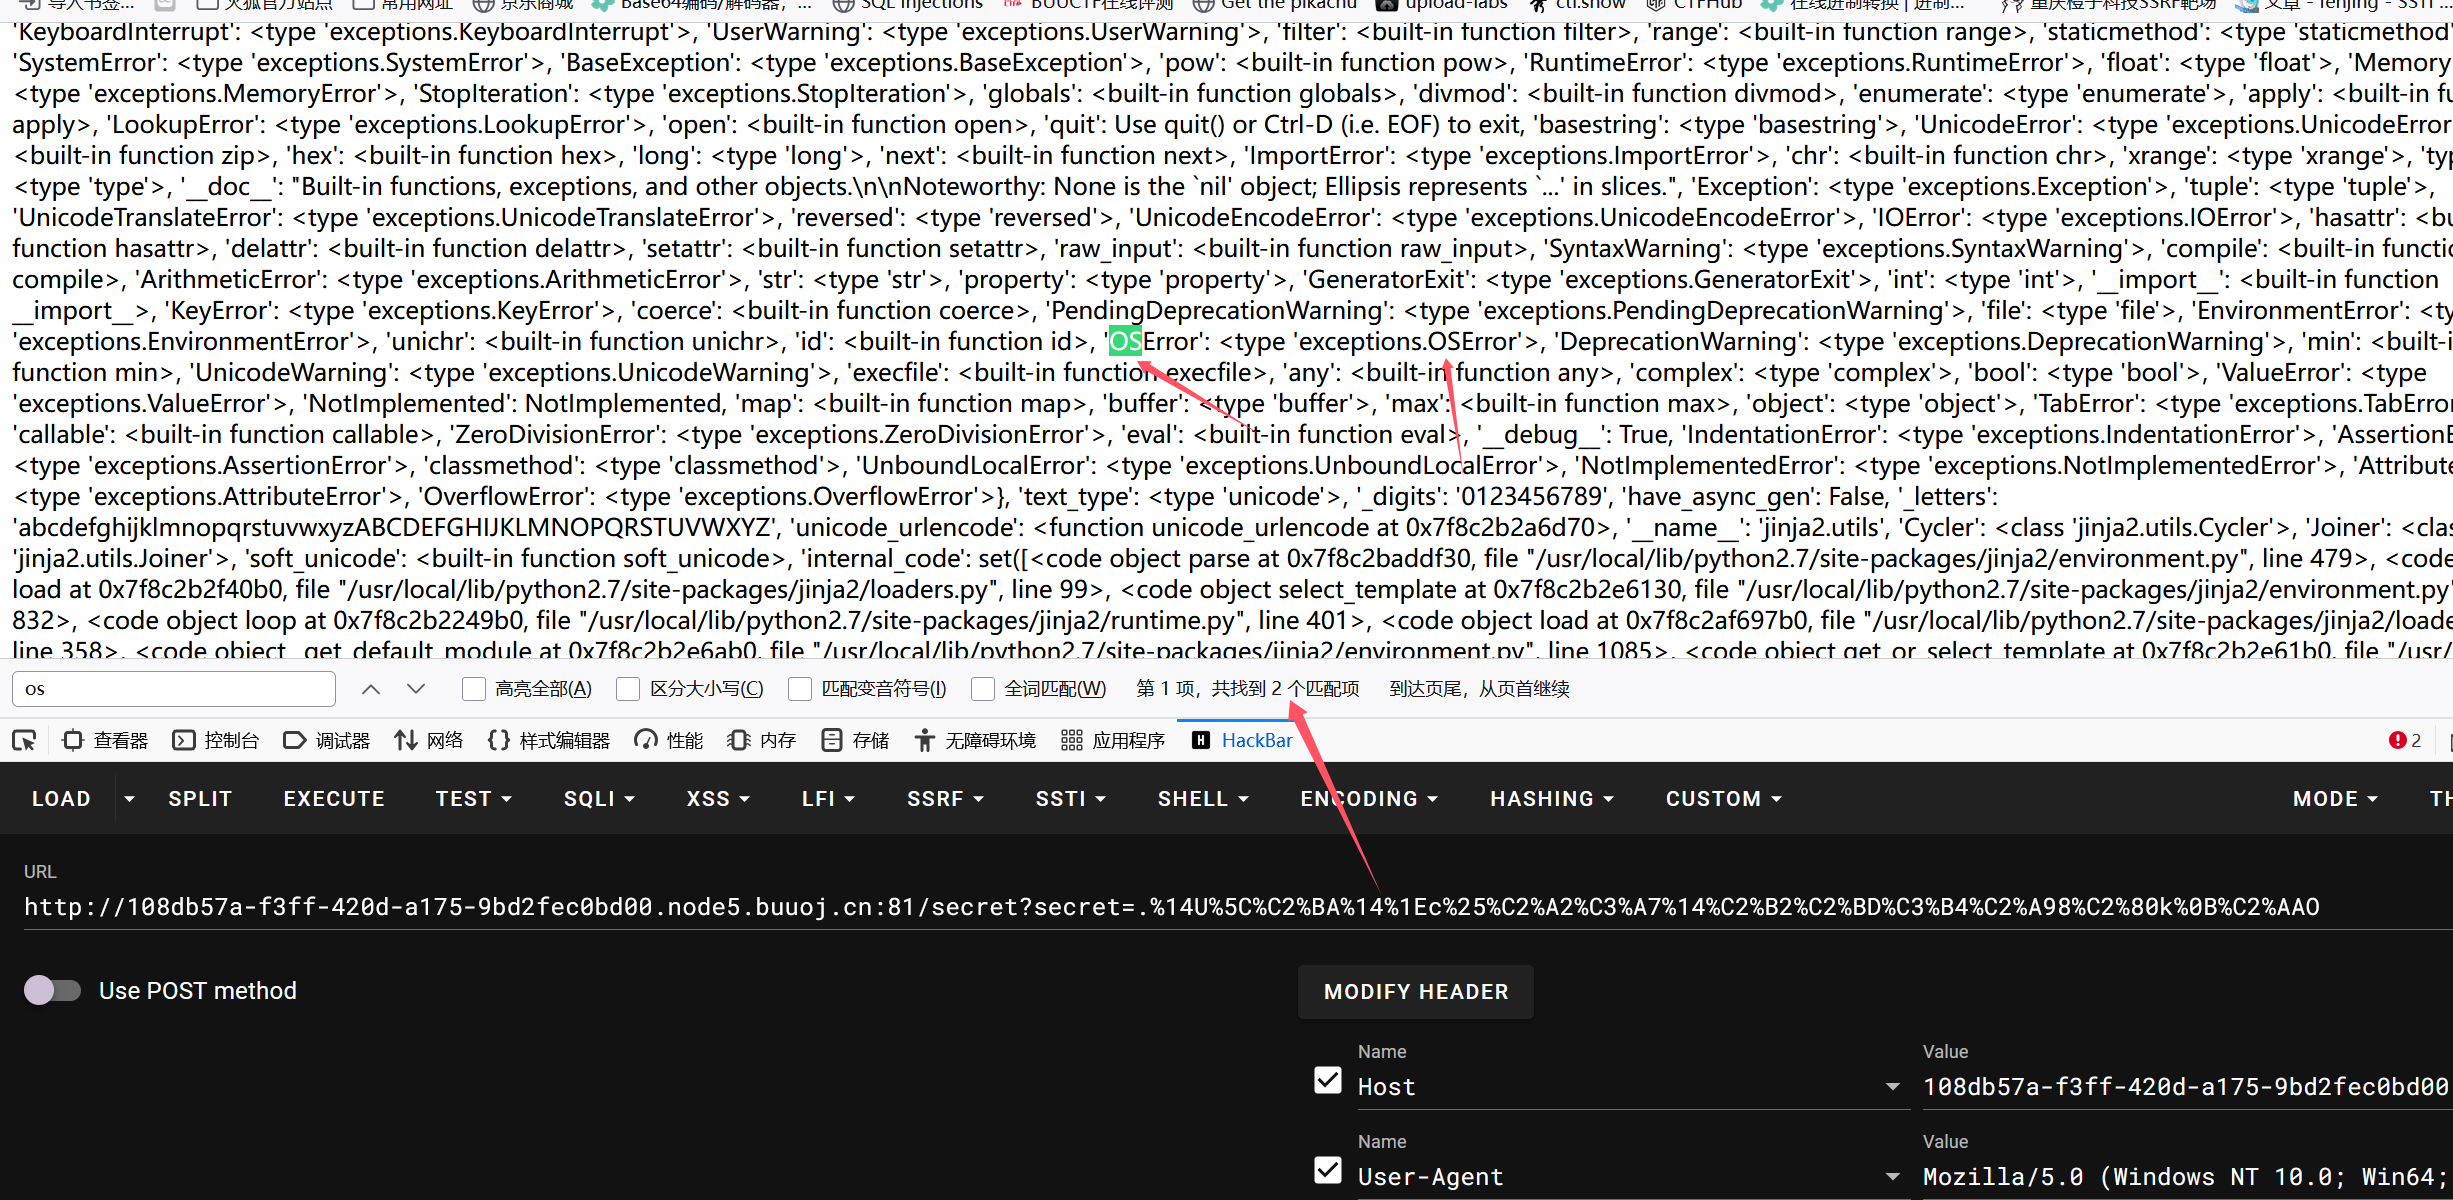 导入书签... 火狐官方站点 常用网址 京东商城 Base64编码/解码器，... SQL Injections BUUCTF在线评测 Get the pikachu upload-labs ctf.show CTFHub 在线进制转换 | 进制... 重庆橙子科技SSRF靶场 文章 - Tenjing - SSTI ...
'KeyboardInterrupt': <type 'exceptions.KeyboardInterrupt'>, 'UserWarning': <type 'exceptions.UserWarning'>, 'filter': <built-in function filter>, 'range': <built-in function range>, 'staticmethod': <type 'staticmethod'
'SystemError': <type 'exceptions.SystemError'>, 'BaseException': <type 'exceptions.BaseException'>, 'pow': <built-in function pow>, 'RuntimeError': <type 'exceptions.RuntimeError'>, 'float': <type 'float'>, 'Memory
<type 'exceptions.MemoryError'>, 'StopIteration': <type 'exceptions.StopIteration'>, 'globals': <built-in function globals>, 'divmod': <built-in function divmod>, 'enumerate': <type 'enumerate'>, 'apply': <built-in fu
apply>, 'LookupError': <type 'exceptions.LookupError'>, 'open': <built-in function open>, 'quit': Use quit() or Ctrl-D (i.e. EOF) to exit, 'basestring': <type 'basestring'>, 'UnicodeError': <type 'exceptions.UnicodeError
<built-in function zip>, 'hex': <built-in function hex>, 'long': <type 'long'>, 'next': <built-in function next>, 'ImportError': <type 'exceptions.ImportError'>, 'chr': <built-in function chr>, 'xrange': <type 'xrange'>, 'typ
<type 'type'>, '__doc__': "Built-in functions, exceptions, and other objects.\n\nNoteworthy: None is the `nil' object; Ellipsis represents `...' in slices.", 'Exception': <type 'exceptions.Exception'>, 'tuple': <type 'tuple'>,
'UnicodeTranslateError': <type 'exceptions.UnicodeTranslateError'>, 'reversed': <type 'reversed'>, 'UnicodeEncodeError': <type 'exceptions.UnicodeEncodeError'>, 'IOError': <type 'exceptions.IOError'>, 'hasattr': <bu
function hasattr>, 'delattr': <built-in function delattr>, 'setattr': <built-in function setattr>, 'raw_input': <built-in function raw_input>, 'SyntaxWarning': <type 'exceptions.SyntaxWarning'>, 'compile': <built-in functio
compile>, 'ArithmeticError': <type 'exceptions.ArithmeticError'>, 'str': <type 'str'>, 'property': <type 'property'>, 'GeneratorExit': <type 'exceptions.GeneratorExit'>, 'int': <type 'int'>, '__import__': <built-in function
__import__>, 'KeyError': <type 'exceptions.KeyError'>, 'coerce': <built-in function coerce>, 'PendingDeprecationWarning': <type 'exceptions.PendingDeprecationWarning'>, 'file': <type 'file'>, 'EnvironmentError': <ty
'exceptions.EnvironmentError'>, 'unichr': <built-in function unichr>, 'id': <built-in function id>, 'OSError': <type 'exceptions.OSError'>, 'DeprecationWarning': <type 'exceptions.DeprecationWarning'>, 'min': <built-i
function min>, 'UnicodeWarning': <type 'exceptions.UnicodeWarning'>, 'execfile': <built-in function execfile>, 'any': <built-in function any>, 'complex': <type 'complex'>, 'bool': <type 'bool'>, 'ValueError': <type
'exceptions.ValueError'>, 'NotImplemented': NotImplemented, 'map': <built-in function map>, 'buffer': <type 'buffer'>, 'max': <built-in function max>, 'object': <type 'object'>, 'TabError': <type 'exceptions.TabError
'callable': <built-in function callable>, 'ZeroDivisionError': <type 'exceptions.ZeroDivisionError'>, 'eval': <built-in function eval>, '__debug__': True, 'IndentationError': <type 'exceptions.IndentationError'>, 'AssertionE
<type 'exceptions.AssertionError'>, 'classmethod': <type 'classmethod'>, 'UnboundLocalError': <type 'exceptions.UnboundLocalError'>, 'NotImplementedError': <type 'exceptions.NotImplementedError'>, 'Attribute
<type 'exceptions.AttributeError'>, 'OverflowError': <type 'exceptions.OverflowError'>}, 'text_type': <type 'unicode'>, '_digits': '0123456789', 'have_async_gen': False, '_letters':
'abcdefghijklmnopqrstuvwxyzABCDEFGHIJKLMNOPQRSTUVWXYZ', 'unicode_urlencode': <function unicode_urlencode at 0x7f8c2b2a6d70>, '__name__': 'jinja2.utils', 'Cycler': <class 'jinja2.utils.Cycler'>, 'Joiner': <clas
'jinja2.utils.Joiner'>, 'soft_unicode': <built-in function soft_unicode>, 'internal_code': set([<code object parse at 0x7f8c2baddf30, file "/usr/local/lib/python2.7/site-packages/jinja2/environment.py", line 479>, <code
load at 0x7f8c2b2f40b0, file "/usr/local/lib/python2.7/site-packages/jinja2/loaders.py", line 99>, <code object select_template at 0x7f8c2b2e6130, file "/usr/local/lib/python2.7/site-packages/jinja2/environment.py"
832>, <code object loop at 0x7f8c2b2249b0, file "/usr/local/lib/python2.7/site-packages/jinja2/runtime.py", line 401>, <code object load at 0x7f8c2af697b0, file "/usr/local/lib/python2.7/site-packages/jinja2/loade
line 358>, <code object _get_default_module at 0x7f8c2b2e6ab0, file "/usr/local/lib/python2.7/site-packages/jinja2/environment.py", line 1085>, <code object get_or_select_template at 0x7f8c2b2e61b0, file "/usr/
os 高亮全部(A) 区分大小写(C) 匹配变音符号(I) 全词匹配(W) 第 1 项，共找到 2 个匹配项 到达页尾，从页首继续
查看器 控制台 调试器 网络 样式编辑器 性能 内存 存储 无障碍环境 应用程序 HackBar 2
LOAD SPLIT EXECUTE TEST SQLI XSS LFI SSRF SSTI SHELL ENCODING HASHING CUSTOM MODE TH
URL
http://108db57a-f3ff-420d-a175-9bd2fec0bd00.node5.buuoj.cn:81/secret?secret=.%14U%5C%C2%BA%14%1Ec%25%C2%A2%C3%A7%14%C2%B2%C2%BD%C3%B4%C2%A98%C2%80k%0B%C2%AAO
Use POST method
MODIFY HEADER
Name Value
Host 108db57a-f3ff-420d-a175-9bd2fec0bd00
Name Value
User-Agent Mozilla/5.0 (Windows NT 10.0; Win64;